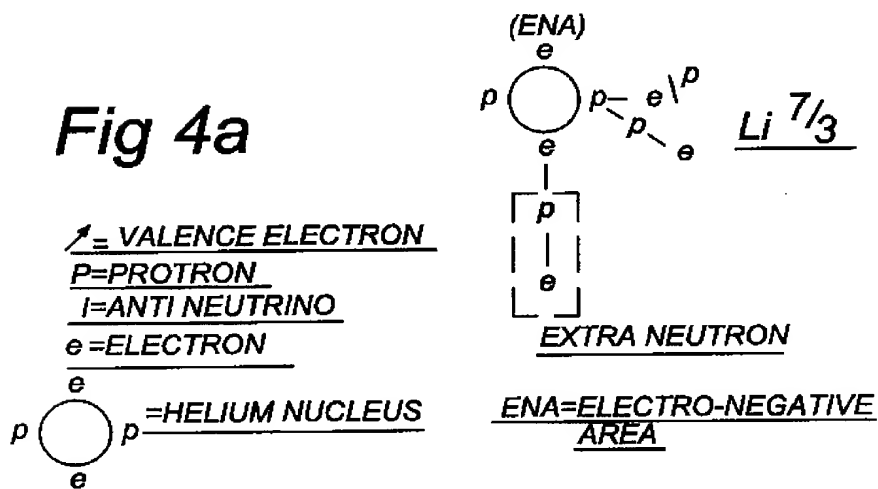 (ENA)
e
p p– e \ p
p
e e
Li 7/3
Fig 4a
p
e
↗= VALENCE ELECTRON
P=PROTRON
I=ANTI NEUTRINO
e =ELECTRON
EXTRA NEUTRON
e
p p =HELIUM NUCLEUS
e
ENA=ELECTRO-NEGATIVE
AREA